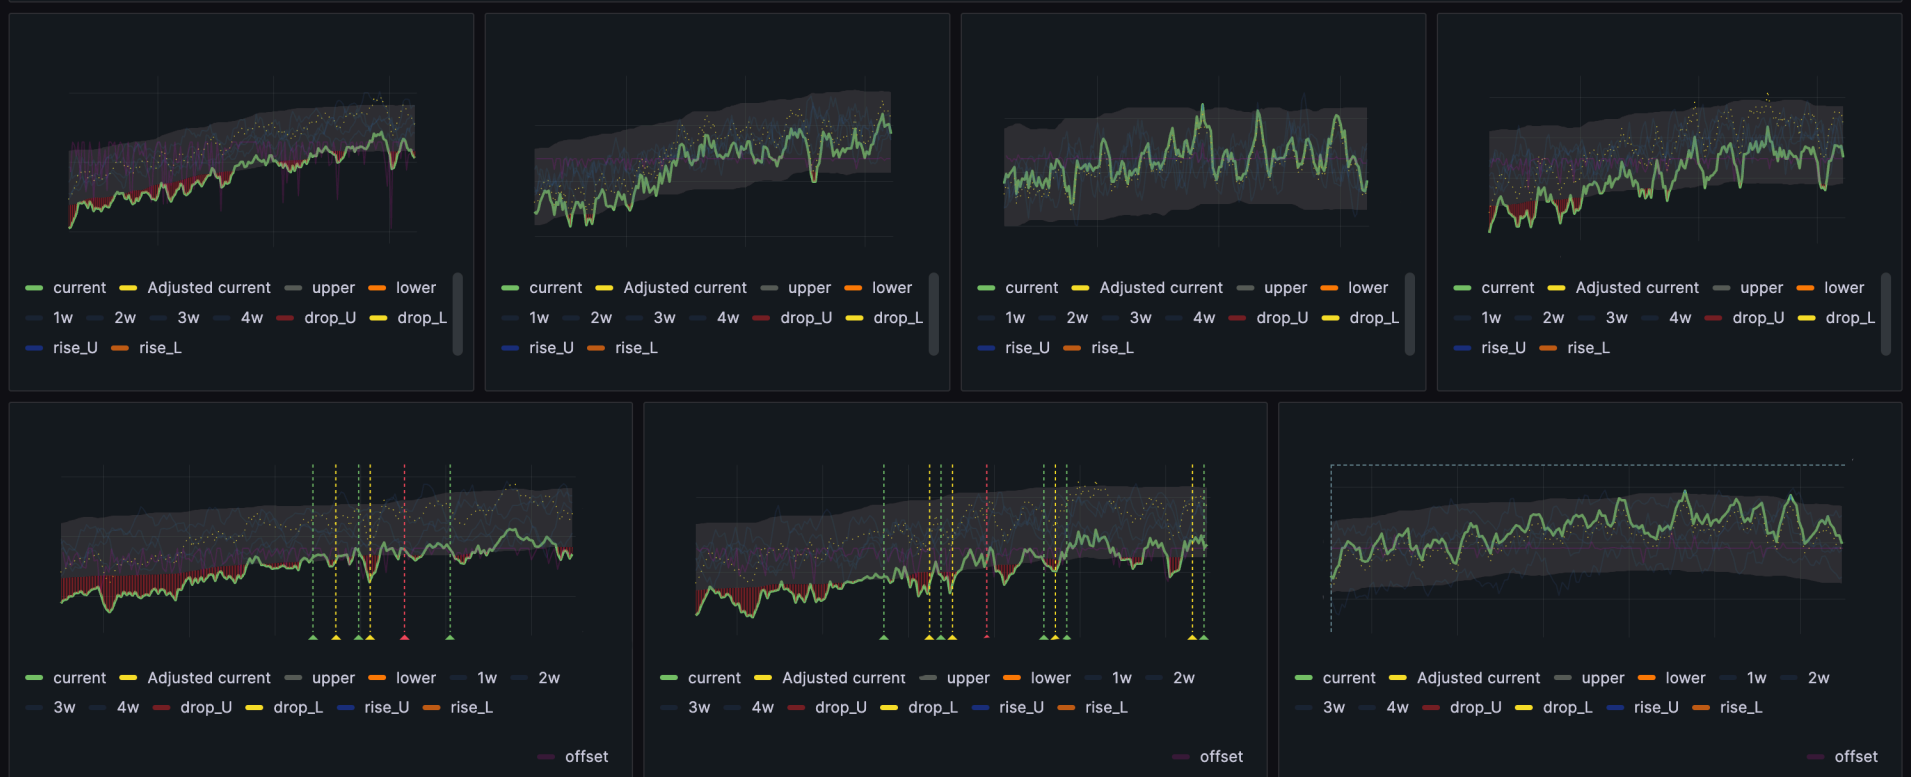 current Adjusted current upper lower
1w 2w 3w 4w drop_U drop_L
rise_U rise_L
current Adjusted current upper lower
1w 2w 3w 4w drop_U drop_L
rise_U rise_L
current Adjusted current upper lower
1w 2w 3w 4w drop_U drop_L
rise_U rise_L
current Adjusted current upper lower
1w 2w 3w 4w drop_U drop_L
rise_U rise_L
current Adjusted current upper lower 1w 2w
3w 4w drop_U drop_L rise_U rise_L
offset
current Adjusted current upper lower 1w 2w
3w 4w drop_U drop_L rise_U rise_L
offset
current Adjusted current upper lower 1w 2w
3w 4w drop_U drop_L rise_U rise_L
offset